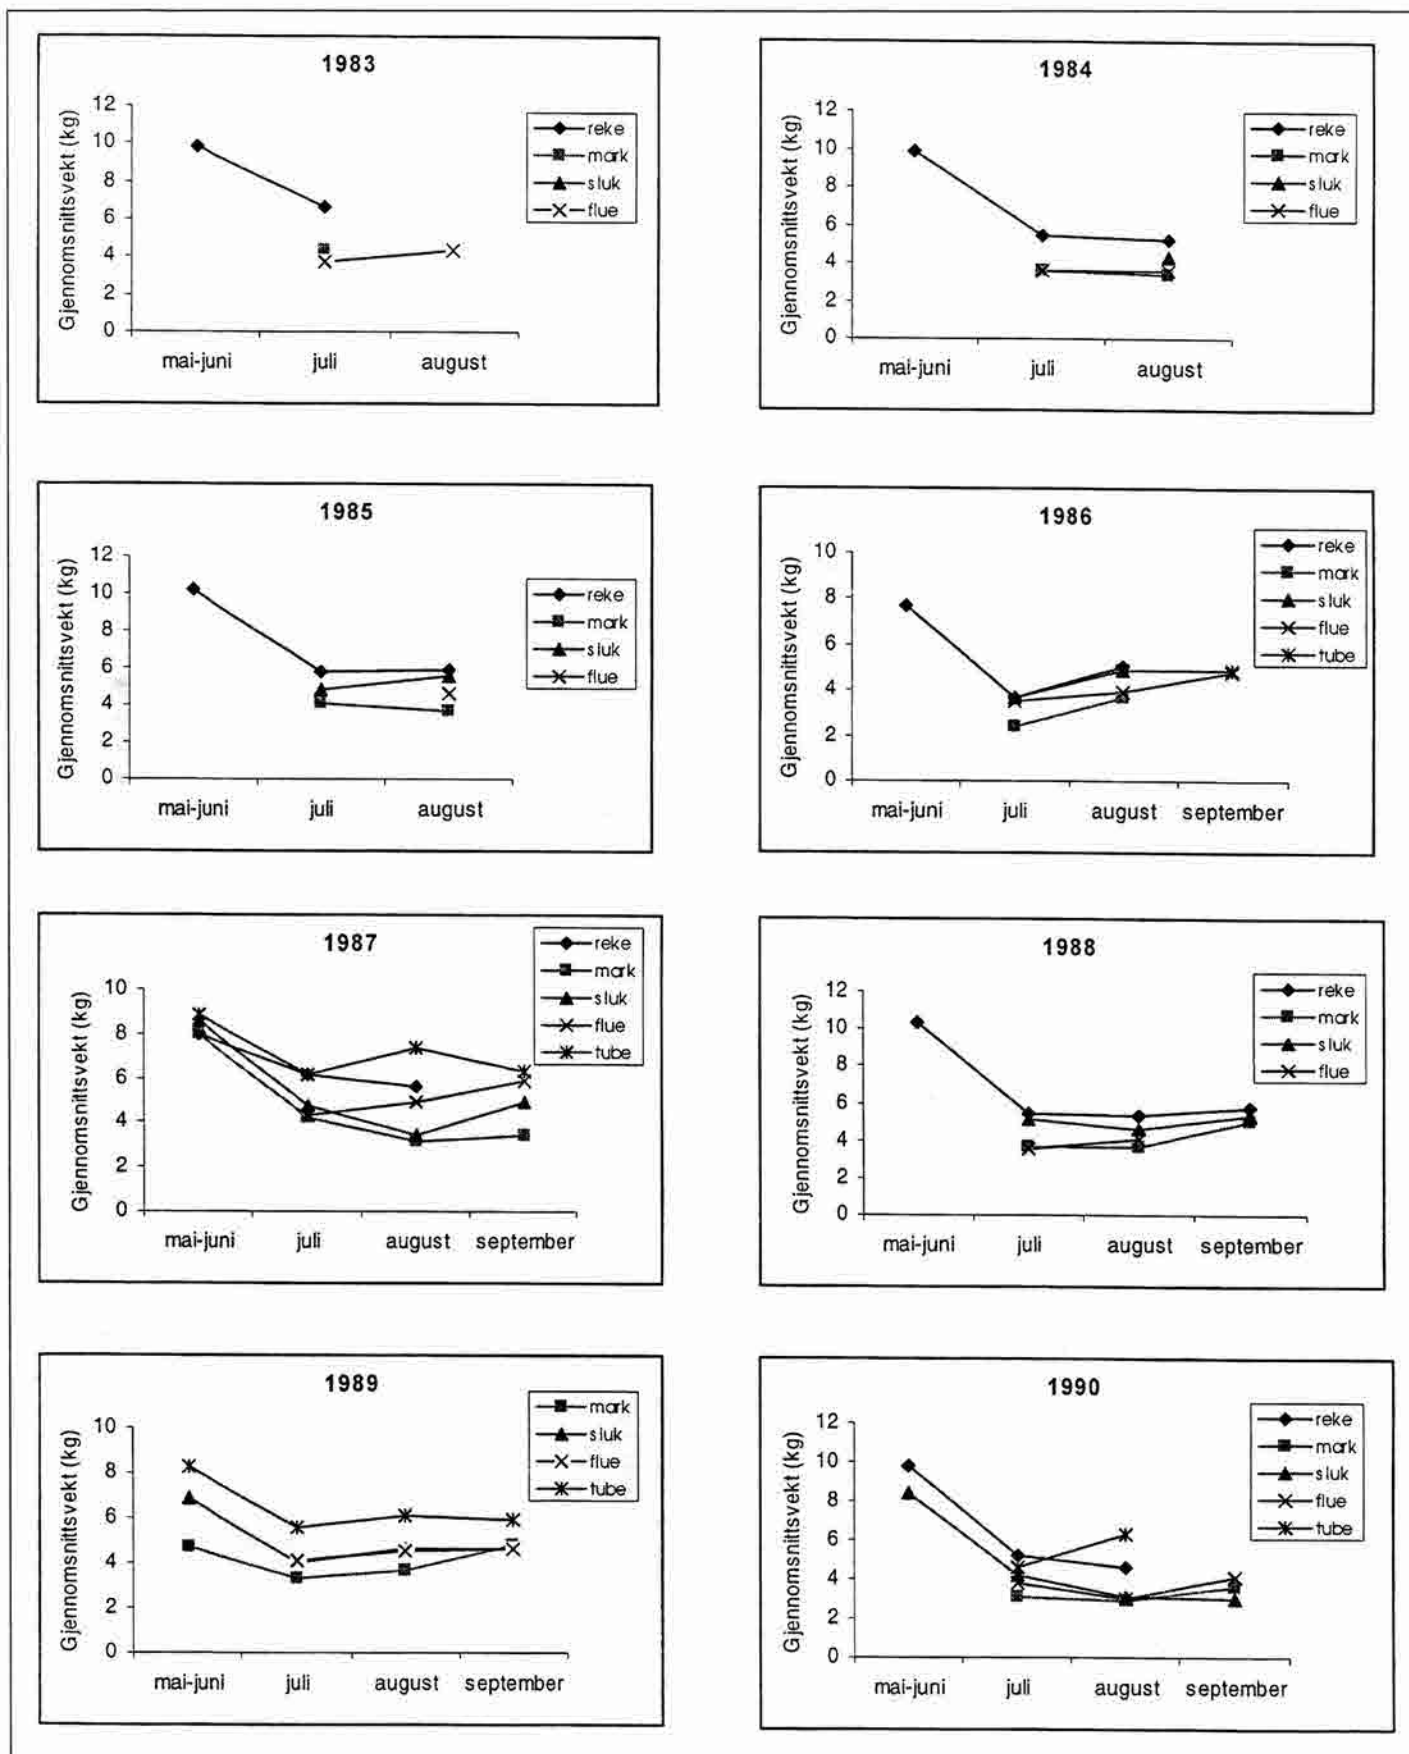 1983
Gjennomsnittsvekt (kg)
12
10
8
6
4
2
0
mai-juni juli august
reke
mark
sluk
flue
1984
Gjennomsnittsvekt (kg)
12
10
8
6
4
2
0
mai-juni juli august
reke
mark
sluk
flue
1985
Gjennomsnittsvekt (kg)
12
10
8
6
4
2
0
mai-juni juli august
reke
mark
sluk
flue
1986
Gjennomsnittsvekt (kg)
10
8
6
4
2
0
mai-juni juli august september
reke
mark
sluk
flue
tube
1987
Gjennomsnittsvekt (kg)
10
8
6
4
2
0
mai-juni juli august september
reke
mark
sluk
flue
tube
1988
Gjennomsnittsvekt (kg)
12
10
8
6
4
2
0
mai-juni juli august september
reke
mark
sluk
flue
1989
Gjennomsnittsvekt (kg)
10
8
6
4
2
0
mai-juni juli august september
mark
sluk
flue
tube
1990
Gjennomsnittsvekt (kg)
12
10
8
6
4
2
0
mai-juni juli august september
reke
mark
sluk
flue
tube